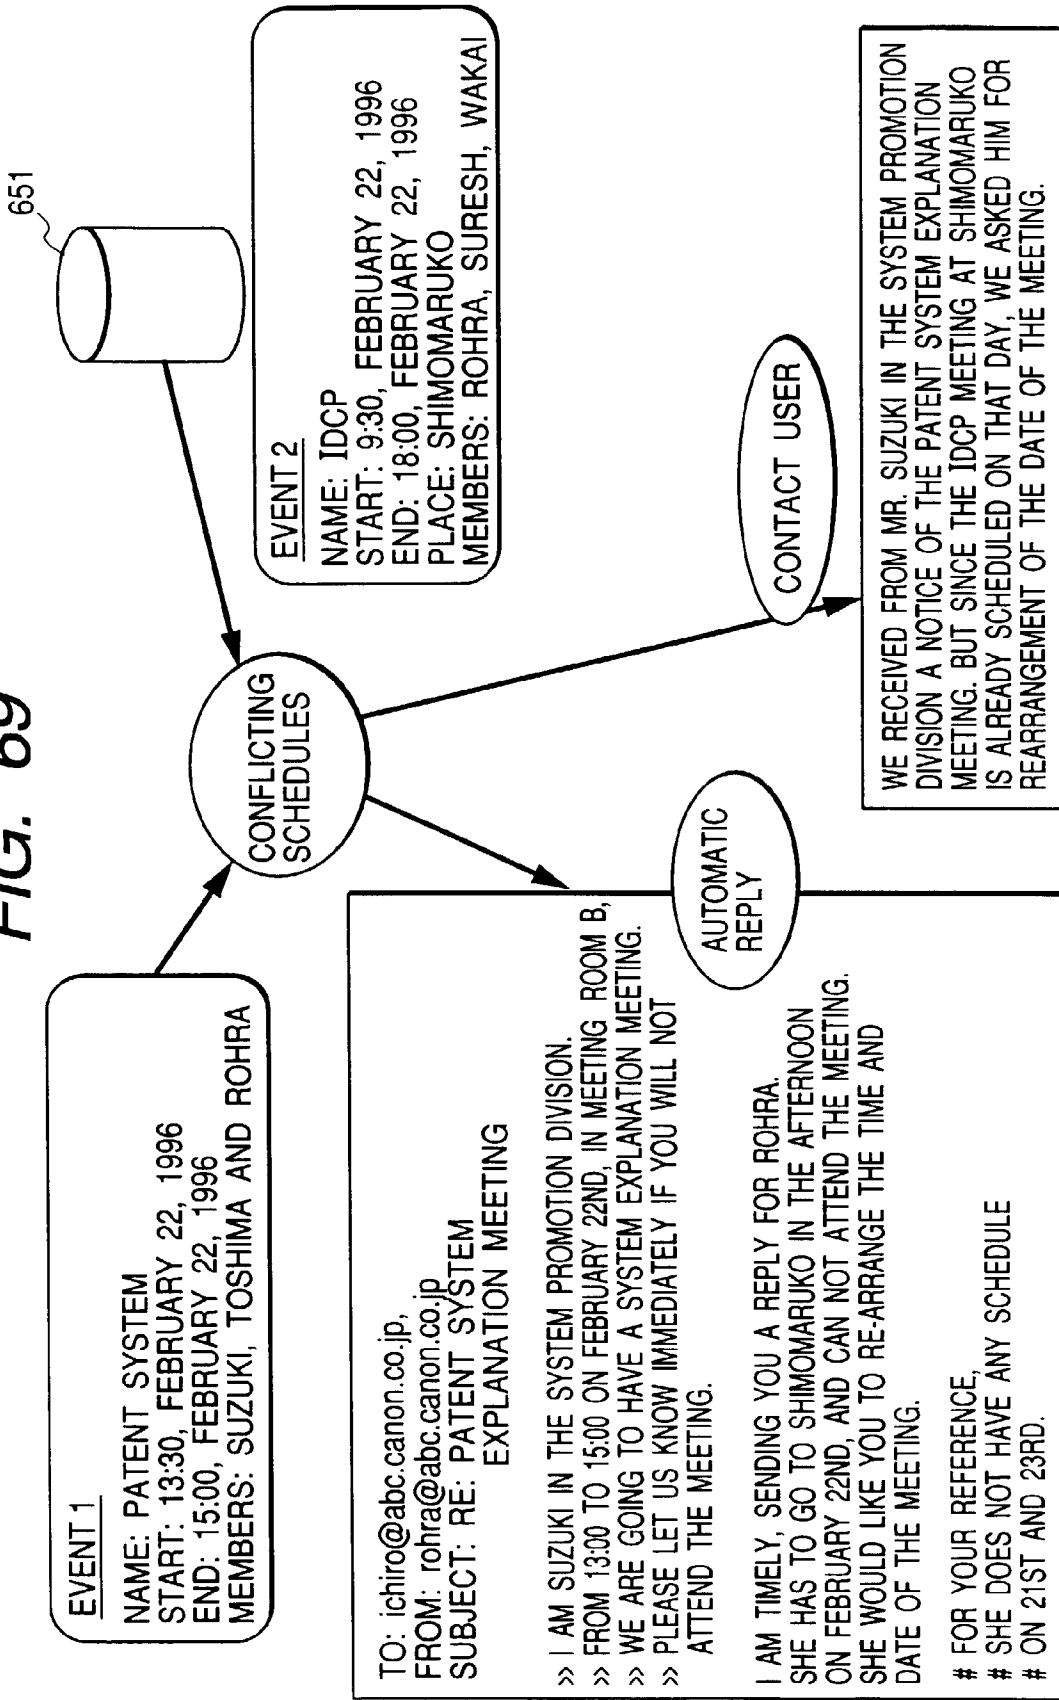 FIG. 69
EVENT 1
NAME: PATENT SYSTEM
START: 13:30, FEBRUARY 22, 1996
END: 15:00, FEBRUARY 22, 1996
MEMBERS: SUZUKI, TOSHIMA AND ROHRA
651
CONFLICTING
SCHEDULES
EVENT 2
NAME: IDCP
START: 9:30, FEBRUARY 22, 1996
END: 18:00, FEBRUARY 22, 1996
PLACE: SHIMOMARUKO
MEMBERS: ROHRA, SURESH, WAKAI
TO: ichiro@abc.canon.co.jp,
FROM: rohra@abc.canon.co.jp
SUBJECT: RE: PATENT SYSTEM
EXPLANATION MEETING
>> I AM SUZUKI IN THE SYSTEM PROMOTION DIVISION.
>> FROM 13:00 TO 15:00 ON FEBRUARY 22ND, IN MEETING ROOM B,
>> WE ARE GOING TO HAVE A SYSTEM EXPLANATION MEETING.
>> PLEASE LET US KNOW IMMEDIATELY IF YOU WILL NOT
ATTEND THE MEETING.
I AM TIMELY, SENDING YOU A REPLY FOR ROHRA.
SHE HAS TO GO TO SHIMOMARUKO IN THE AFTERNOON
ON FEBRUARY 22ND, AND CAN NOT ATTEND THE MEETING.
SHE WOULD LIKE YOU TO RE-ARRANGE THE TIME AND
DATE OF THE MEETING.
# FOR YOUR REFERENCE,
# SHE DOES NOT HAVE ANY SCHEDULE
# ON 21ST AND 23RD.
AUTOMATIC
REPLY
CONTACT USER
WE RECEIVED FROM MR. SUZUKI IN THE SYSTEM PROMOTION
DIVISION A NOTICE OF THE PATENT SYSTEM EXPLANATION
MEETING. BUT SINCE THE IDCP MEETING AT SHIMOMARUKO
IS ALREADY SCHEDULED ON THAT DAY, WE ASKED HIM FOR
REARRANGEMENT OF THE DATE OF THE MEETING.